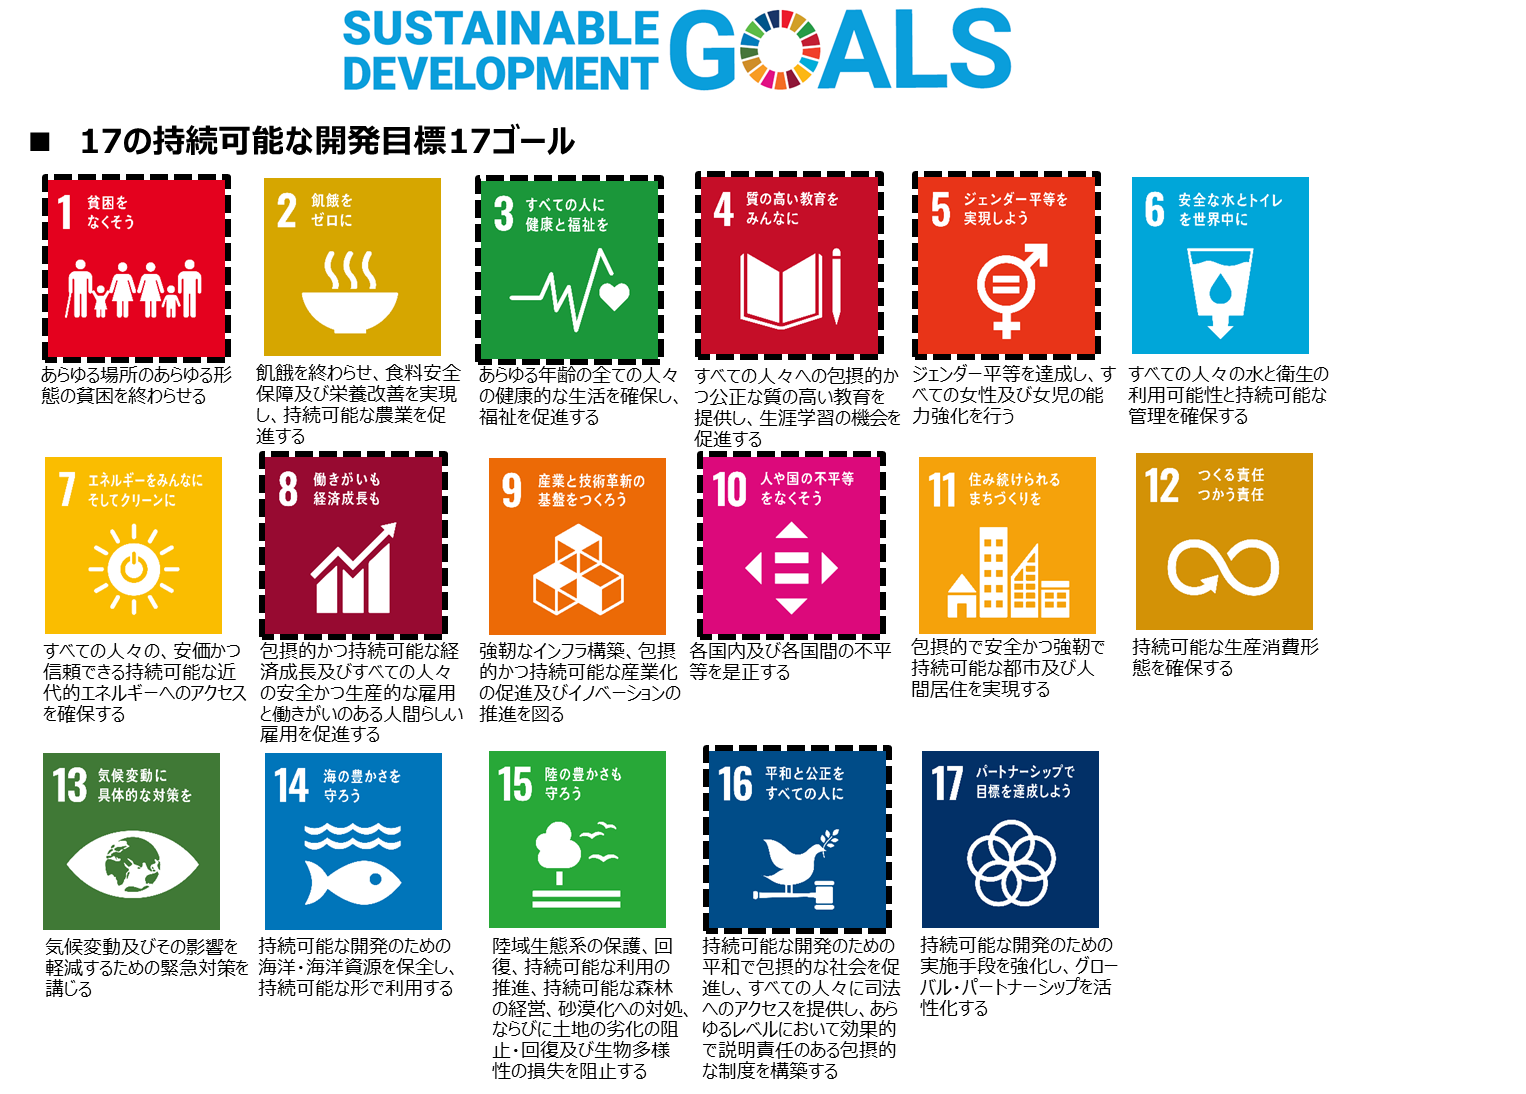 SUSTAINABLE
DEVELOPMENT
GOALS
■ 17の持続可能な開発目標17ゴール
1 貧困を
なくそう
あらゆる場所のあらゆる形
態の貧困を終わらせる
2 飢餓を
ゼロに
飢餓を終わらせ、食料安全
保障及び栄養改善を実現
し、持続可能な農業を促
進する
3 すべての人に
健康と福祉を
あらゆる年齢の全ての人々
の健康的な生活を確保し、
福祉を促進する
4 質の高い教育を
みんなに
すべての人々への包摂的か
つ公正な質の高い教育を
提供し、生涯学習の機会を
促進する
5 ジェンダー平等を
実現しよう
ジェンダー平等を達成し、す
べての女性及び女児の能
力強化を行う
6 安全な水とトイレ
を世界中に
すべての人々の水と衛生の
利用可能性と持続可能な
管理を確保する
7 エネルギーをみんなに
そしてクリーンに
すべての人々の、安価かつ
信頼できる持続可能な近
代的エネルギーへのアクセス
を確保する
8 働きがいも
経済成長も
包摂的かつ持続可能な経
済成長及びすべての人々
の安全かつ生産的な雇用
と働きがいのある人間らしい
雇用を促進する
9 産業と技術革新の
基盤をつくろう
強靭なインフラ構築、包摂
的かつ持続可能な産業化
の促進及びイノベーションの
推進を図る
10 人や国の不平等
をなくそう
各国内及び各国間の不平
等を是正する
11 住み続けられる
まちづくりを
包摂的で安全かつ強靭で
持続可能な都市及び人
間居住を実現する
12 つくる責任
つかう責任
持続可能な生産消費形
態を確保する
13 気候変動に
具体的な対策を
気候変動及びその影響を
軽減するための緊急対策を
講じる
14 海の豊かさを
守ろう
持続可能な開発のための
海洋・海洋資源を保全し、
持続可能な形で利用する
15 陸の豊かさも
守ろう
陸域生態系の保護、回
復、持続可能な利用の
推進、持続可能な森林
の経営、砂漠化への対処、
ならびに土地の劣化の阻
止・回復及び生物多様
性の損失を阻止する
16 平和と公正を
すべての人に
持続可能な開発のための
平和で包摂的な社会を促
進し、すべての人々に司法
へのアクセスを提供し、あら
ゆるレベルにおいて効果的
で説明責任のある包摂的
な制度を構築する
17 パートナーシップで
目標を達成しよう
持続可能な開発のための
実施手段を強化し、グロー
バル・パートナーシップを活
性化する